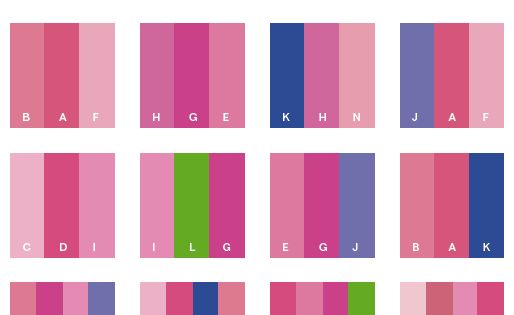 B A F
H G E
K H N
J A F
C D I
I L G
E G J
B A K